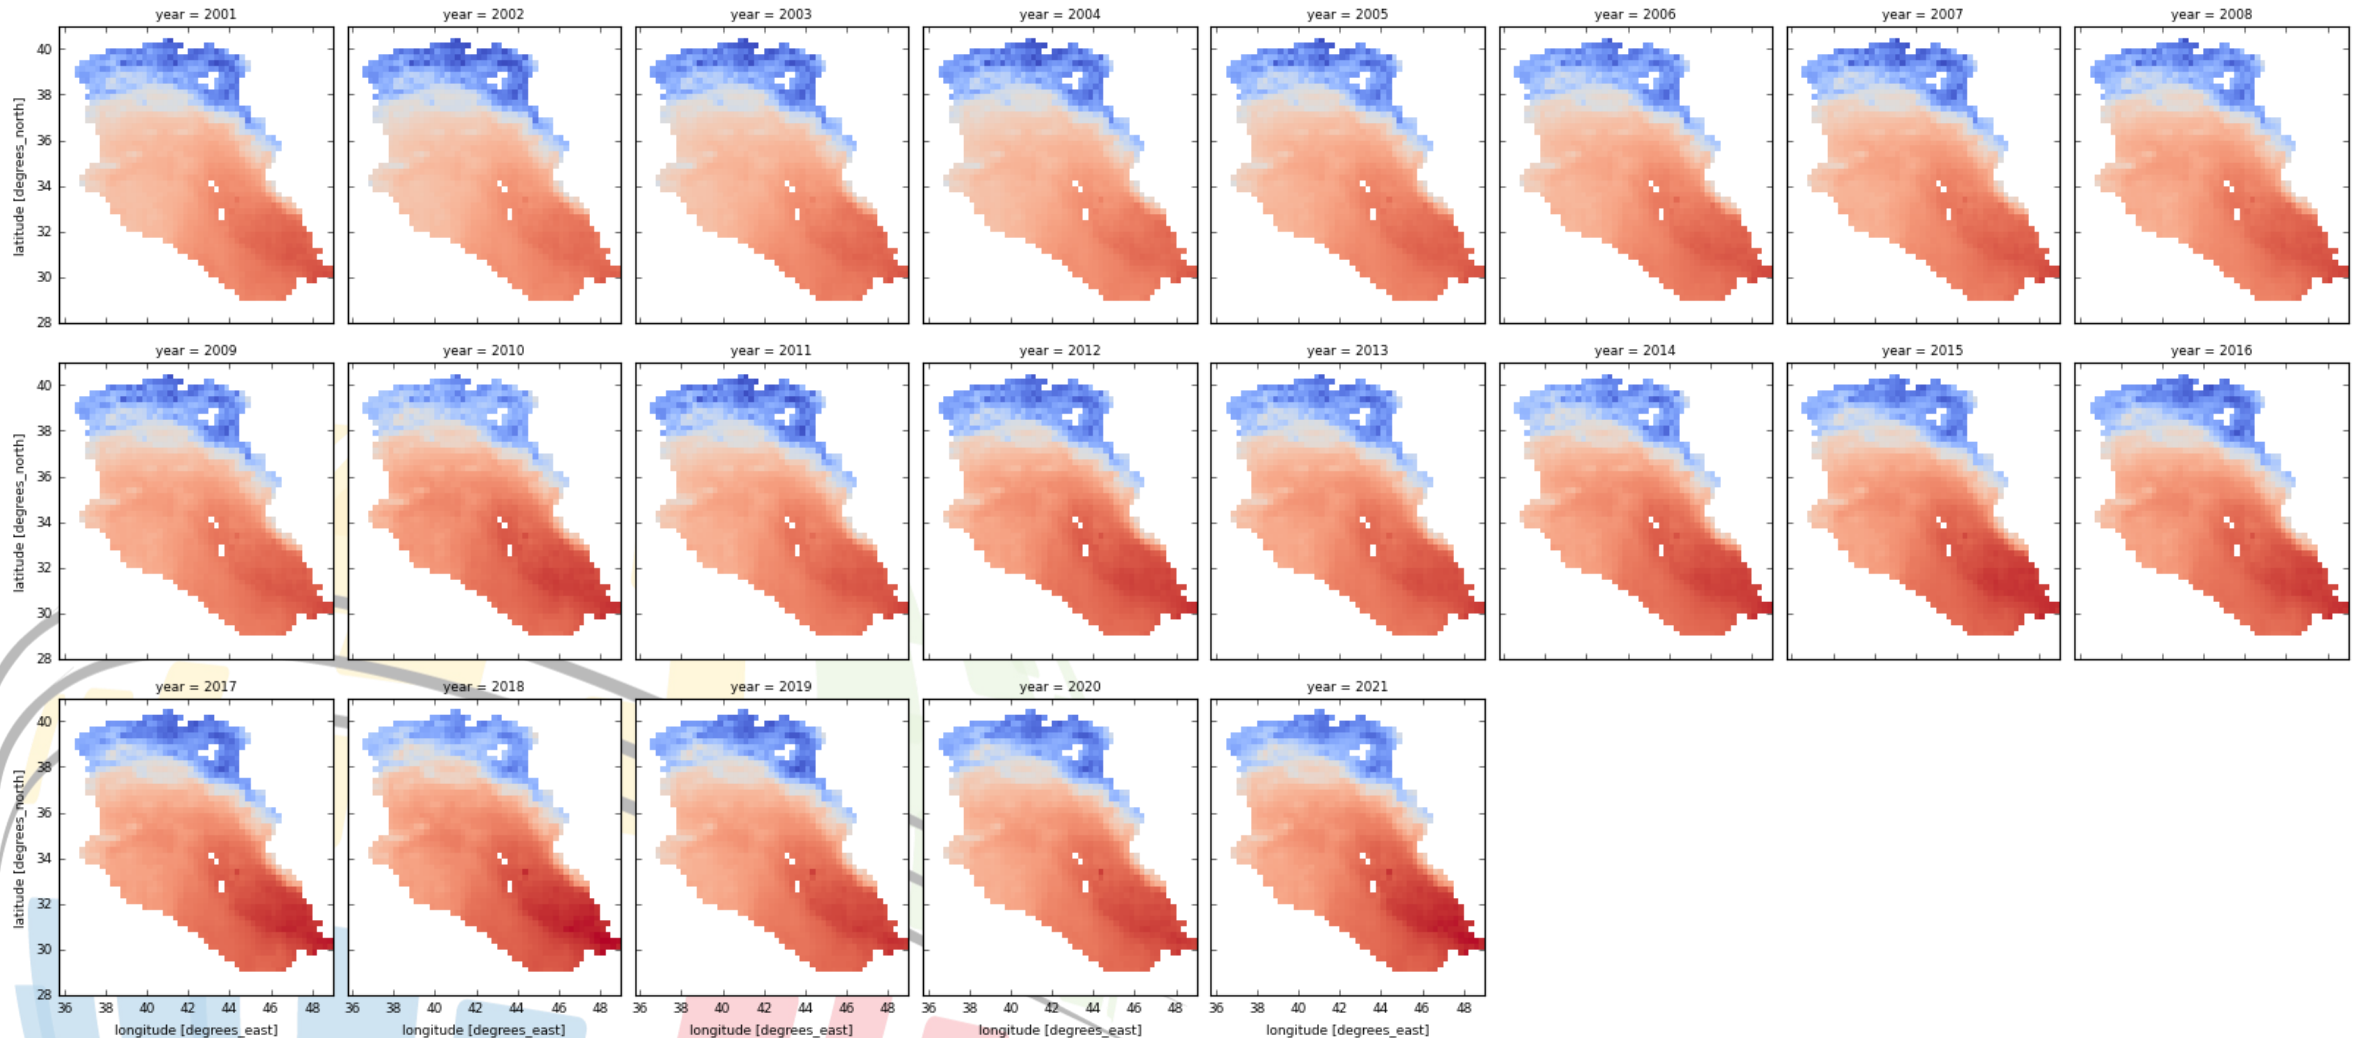 year = 2001 year = 2002 year = 2003 year = 2004 year = 2005 year = 2006 year = 2007 year = 2008
40
38
36
34
32
30
28
latitude [degrees_north]
year = 2009 year = 2010 year = 2011 year = 2012 year = 2013 year = 2014 year = 2015 year = 2016
40
38
36
34
32
30
28
latitude [degrees_north]
year = 2017 year = 2018 year = 2019 year = 2020 year = 2021
40
38
36
34
32
30
28
latitude [degrees_north]
36 38 40 42 44 46 48 36 38 40 42 44 46 48 36 38 40 42 44 46 48 36 38 40 42 44 46 48 36 38 40 42 44 46 48
longitude [degrees_east] longitude [degrees_east] longitude [degrees_east] longitude [degrees_east] longitude [degrees_east]